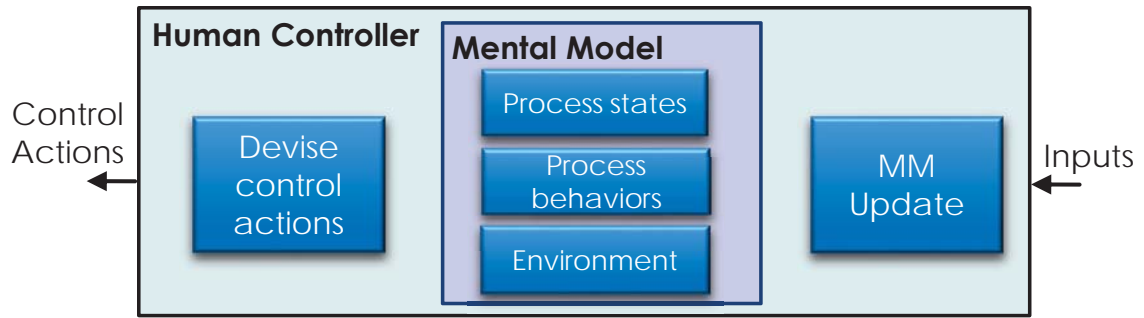 Human Controller
Mental Model
Process states
Process
behaviors
Environment
Devise
control
actions
MM
Update
Control
Actions
Inputs